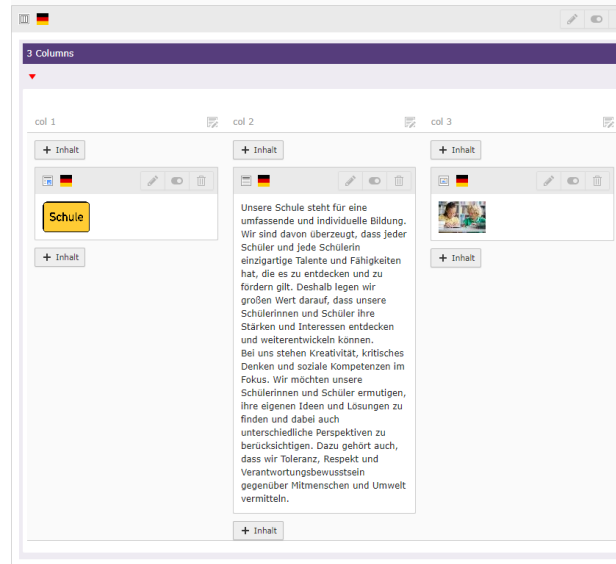 3 Columns
col 1
col 2
col 3
+ Inhalt
+ Inhalt
+ Inhalt
Schule
+ Inhalt
Unsere Schule steht für eine
umfassende und individuelle Bildung.
Wir sind davon überzeugt, dass jeder
Schüler und jede Schülerin
einzigartige Talente und Fähigkeiten
hat, die es zu entdecken und zu
fördern gilt. Deshalb legen wir
großen Wert darauf, dass unsere
Schülerinnen und Schüler ihre
Stärken und Interessen entdecken
und weiterentwickeln können.
Bei uns stehen Kreativität, kritisches
Denken und soziale Kompetenzen im
Fokus. Wir möchten unsere
Schülerinnen und Schüler ermutigen,
ihre eigenen Ideen und Lösungen zu
finden und dabei auch
unterschiedliche Perspektiven zu
berücksichtigen. Dazu gehört auch,
dass wir Toleranz, Respekt und
Verantwortungsbewusstsein
gegenüber Mitmenschen und Umwelt
vermitteln.
+ Inhalt
+ Inhalt